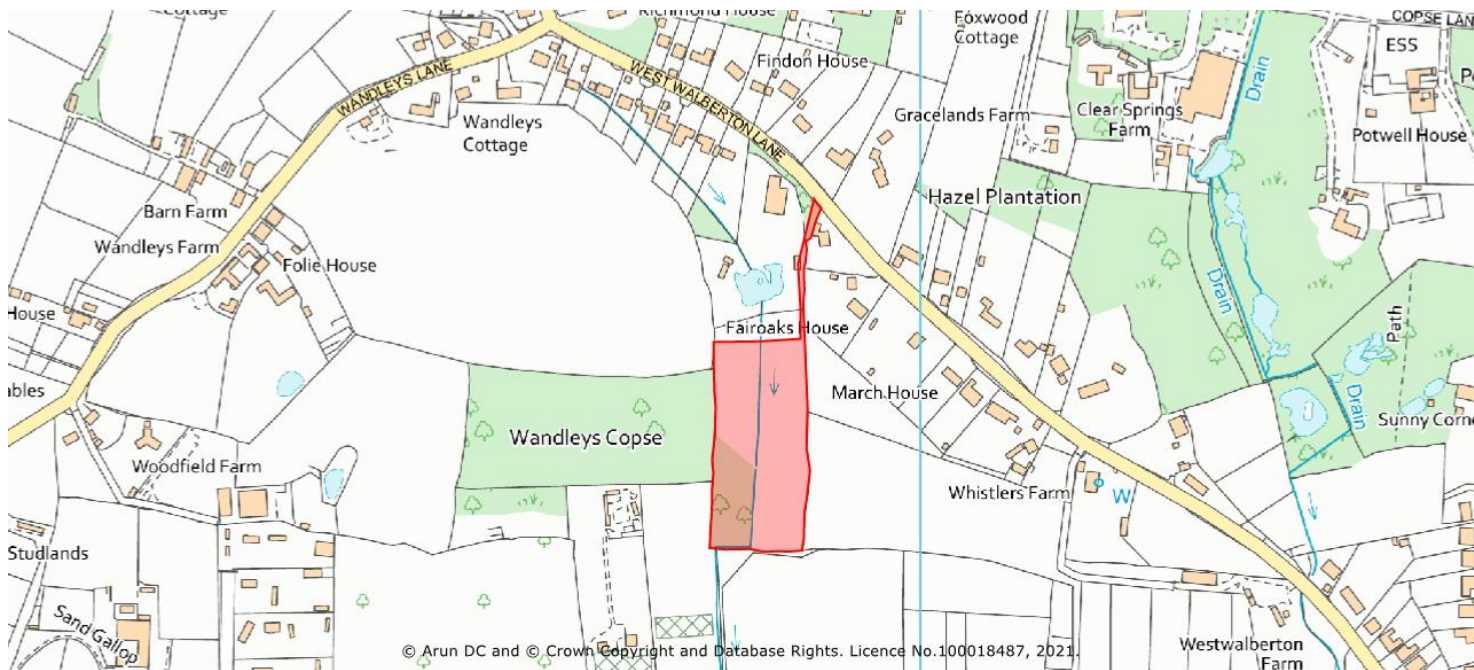 Cottage
Richmond House
Foxwood
Cottage
COPSE LANE
ESS
Findon House
WEST WALBERTON LANE
WANDLEYS LANE
Drain
Clear Springs
Farm
Gracelands Farm
Wandleys
Cottage
Potwell House
Hazel Plantation
Barn Farm
Wandleys Farm
Folie House
Drain
House
Fairoaks House
Path
March House
ables
Drain
Sunny Corne
Wandleys Copse
Woodfield Farm
Whistlers Farm
W
Studlands
Sand Gallop
Westwalberton
Farm
© Arun DC and © Crown Copyright and Database Rights. Licence No.100018487, 2021.